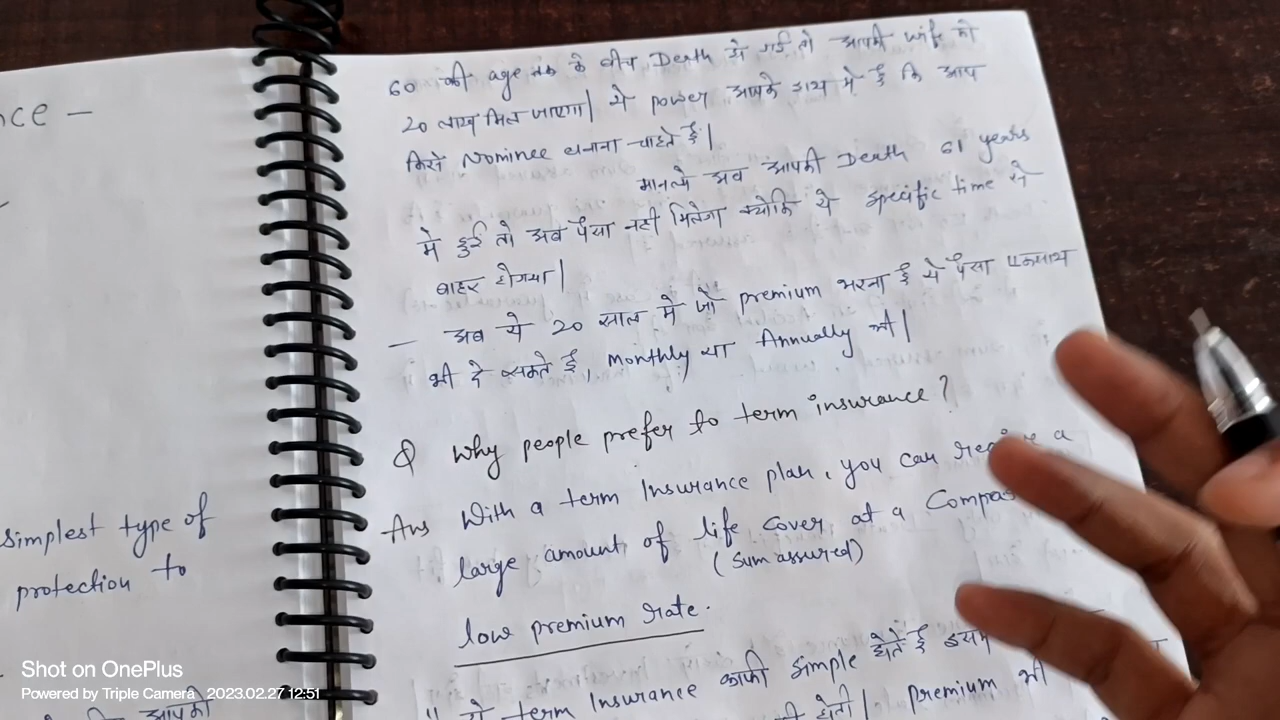 nce -
simplest type of
protection to
आपकी
60 की age तक के बीच Death हो गई तो आपकी wife को
20 लाख मिल जाएगा| ये power आपके हाथ में है कि आप
किसे Nominee बनाना चाहते हैं|
मानलो अब आपकी Death 61 years
में हुई तो अब पैसा नहीं मिलेगा क्योंकि ये specific time से
बाहर होगया|
— अब ये 20 साल में जो premium भरना है ये पैसा एकसाथ
भी दे सकते हैं, monthly या Annually भी|
Q Why people prefer to term insurance ?
Ans With a term Insurance plan, you can a
large amount of life cover at a
(Sum assured)
low premium rate.
" ये term Insurance काफी simple होते हैं
होती| premium भी
Shot on OnePlus
Powered by Triple Camera 2023.02.27 12:51